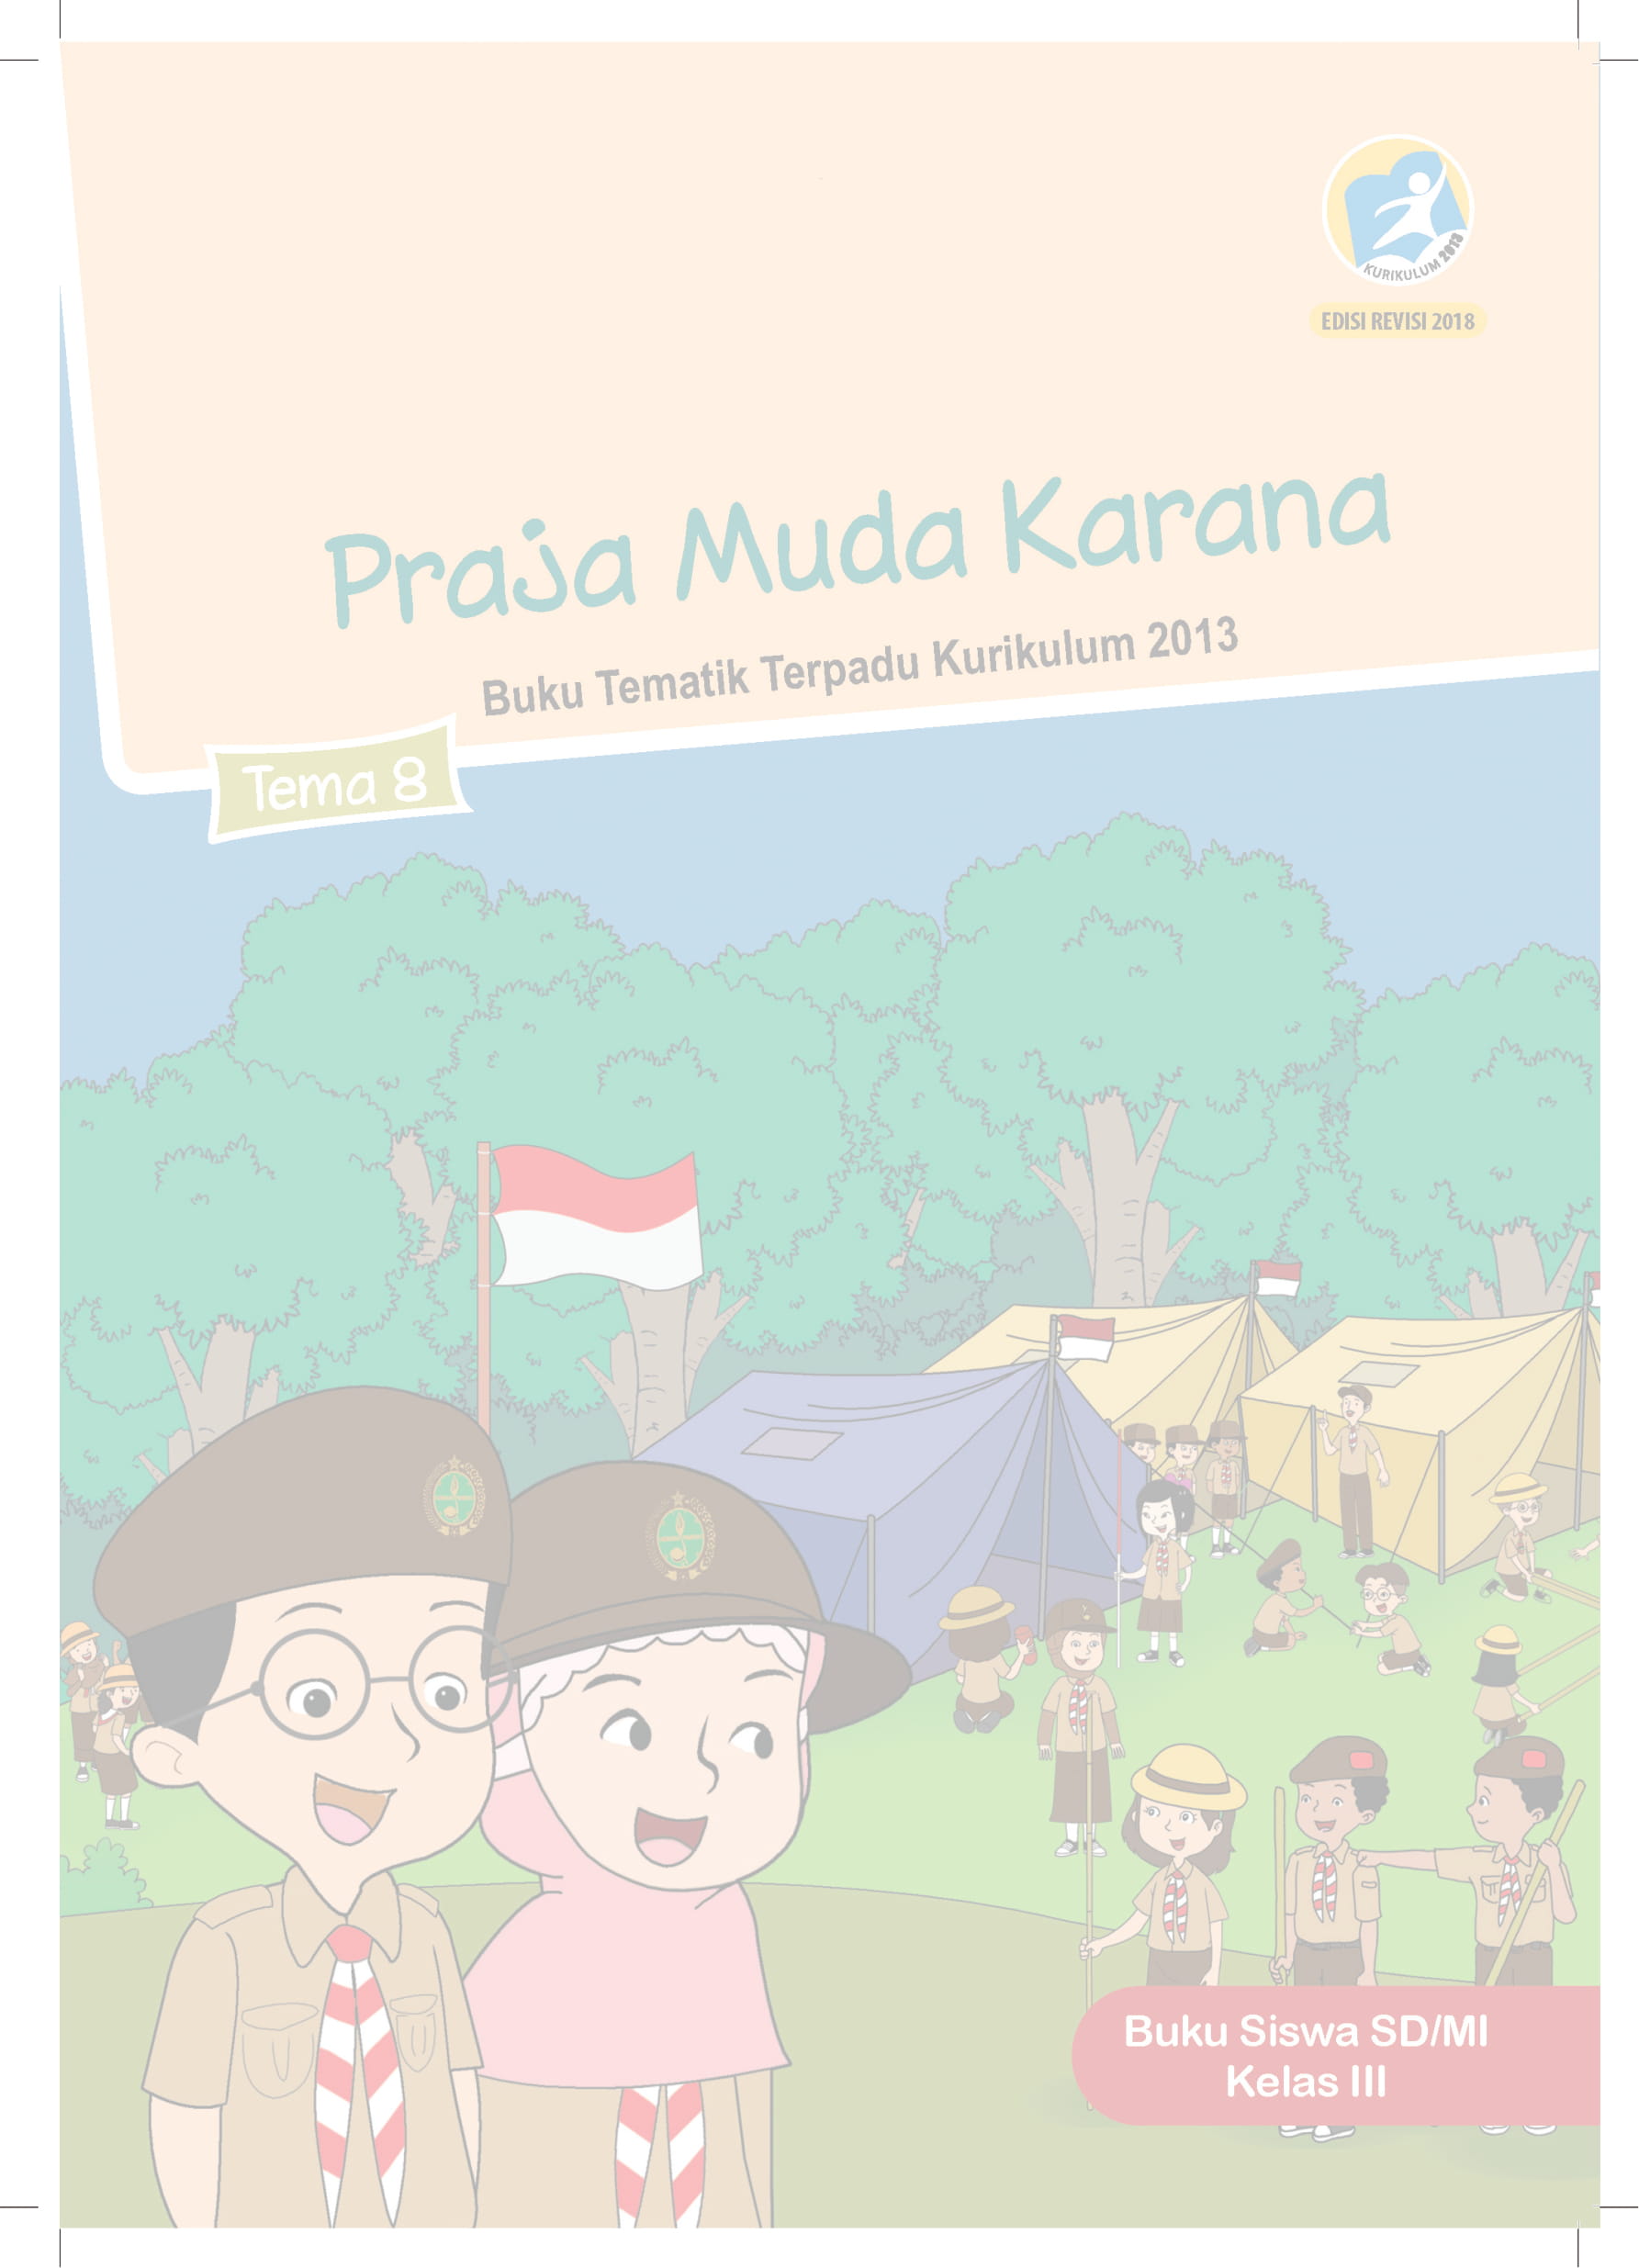 KURIKULUM 2013
EDISI REVISI 2018
Praja Muda Karana
Buku Tematik Terpadu Kurikulum 2013
Tema 8
Buku Siswa SD/MI
Kelas III